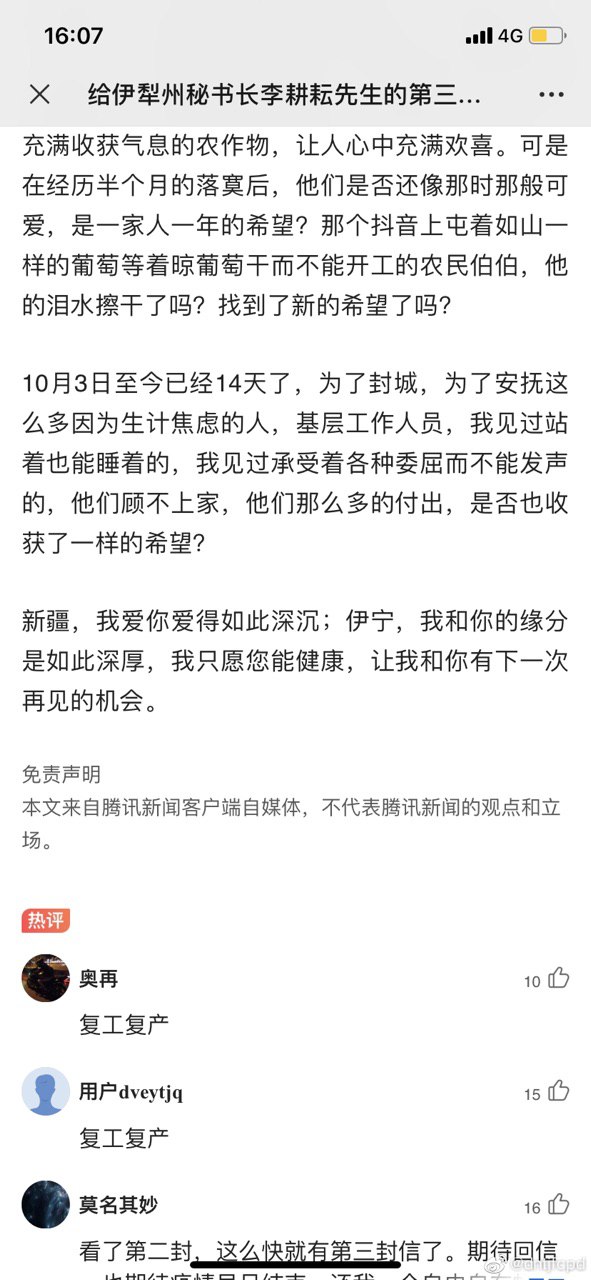 16:07
4G
给伊犁州秘书长李耕耘先生的第三...
充满收获气息的农作物，让人心中充满欢喜。可是
在经历半个月的落寞后，他们是否还像那时那般可
爱，是一家人一年的希望？那个抖音上屯着如山一
样的葡萄等着晾葡萄干而不能开工的农民伯伯，他
的泪水擦干了吗？找到了新的希望了吗？
10月3日至今已经14天了，为了封城，为了安抚这
么多因为生计焦虑的人，基层工作人员，我见过站
着也能睡着的，我见过承受着各种委屈而不能发声
的，他们顾不上家，他们那么多的付出，是否也收
获了一样的希望？
新疆，我爱你爱得如此深沉；伊宁，我和你的缘分
是如此深厚，我只愿您能健康，让我和你有下一次
再见的机会。
免责声明
本文来自腾讯新闻客户端自媒体，不代表腾讯新闻的观点和立
场。
热评
奥再
10
复工复产
用户dveytjq
15
复工复产
莫名其妙
16
看了第二封，这么快就有第三封信了。期待回信